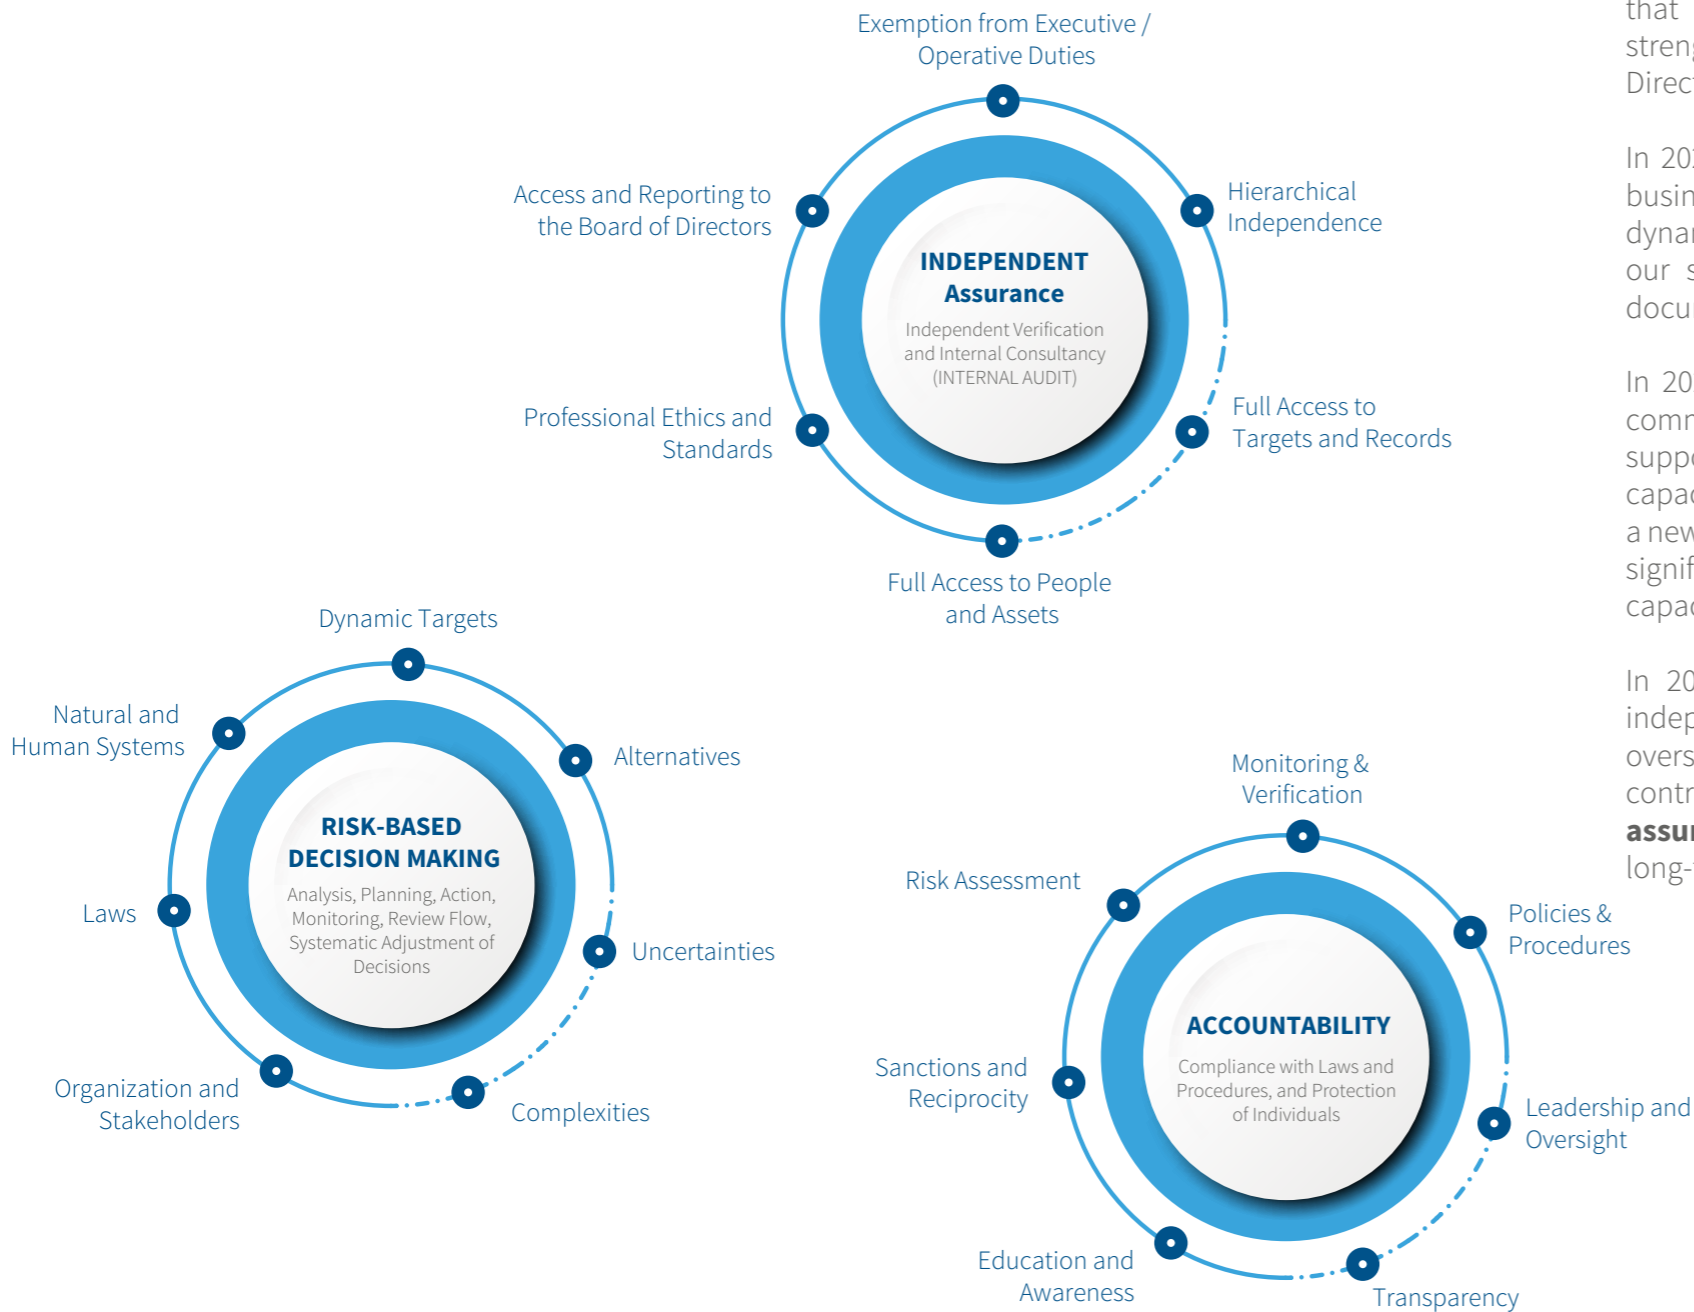 Exemption from Executive /
Operative Duties
Access and Reporting to
the Board of Directors
Hierarchical
Independence
INDEPENDENT
Assurance
Independent Verification
and Internal Consultancy
(INTERNAL AUDIT)
Professional Ethics and
Standards
Full Access to
Targets and Records
Full Access to People
and Assets
Dynamic Targets
Natural and
Human Systems
Alternatives
RISK-BASED
DECISION MAKING
Analysis, Planning, Action,
Monitoring, Review Flow,
Systematic Adjustment of
Decisions
Laws
Uncertainties
Organization and
Stakeholders
Complexities
Monitoring &
Verification
Risk Assessment
Policies &
Procedures
ACCOUNTABILITY
Compliance with Laws and
Procedures, and Protection
of Individuals
Sanctions and
Reciprocity
Leadership and
Oversight
Education and
Awareness
Transparency
that
In
our
In
a new
In